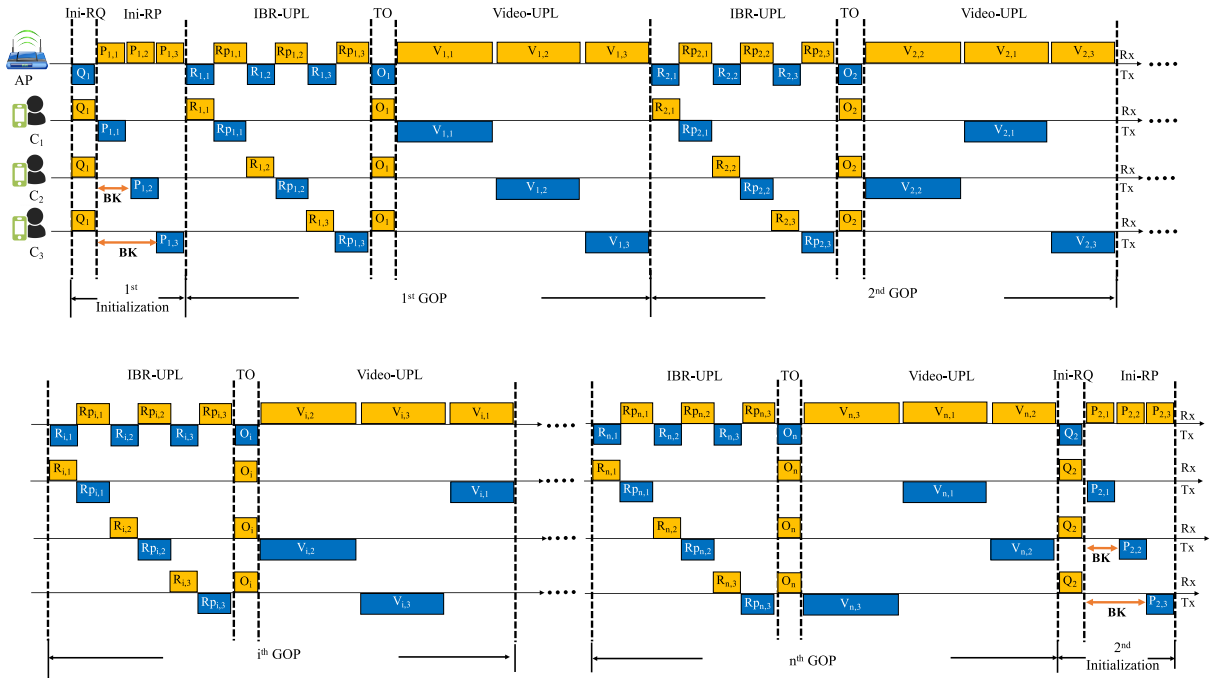 Ini-RQ Ini-RP IBR-UPL TO Video-UPL IBR-UPL TO Video-UPL
P1,1 P1,2 P1,3 Rp1,1 Rp1,2 Rp1,3 V1,1 V1,2 V1,3 Rp2,1 Rp2,2 Rp2,3 V2,2 V2,1 V2,3 Rx
AP Q1 R1,1 R1,2 R1,3 O1 R2,1 R2,2 R2,3 O2 Tx
Q1 R1,1 O1 R2,1 O2 Rx
C1 P1,1 Rp1,1 V1,1 Rp2,1 V2,1 Tx
Q1 R1,2 O1 R2,2 O2 Rx
C2 BK P1,2 Rp1,2 V1,2 Rp2,2 V2,2 Tx
Q1 R1,3 O1 R2,3 O2 Rx
C3 BK P1,3 Rp1,3 V1,3 Rp2,3 V2,3 Tx
1st
Initialization
1st GOP
2nd GOP
IBR-UPL TO Video-UPL IBR-UPL TO Video-UPL Ini-RQ Ini-RP
Rpi,1 Rpi,2 Rpi,3 Vi,2 Vi,3 Vi,1 Rpn,1 Rpn,2 Rpn,3 Vn,3 Vn,1 Vn,2 P2,1 P2,2 P2,3 Rx
Ri,1 Ri,2 Ri,3 Oi Rn,1 Rn,2 Rn,3 On Q2 Tx
Ri,1 Oi Rn,1 On Q2 Rx
Rpi,1 Vi,1 Rpn,1 Vn,1 P2,1 Tx
Ri,2 Oi Rn,2 On Q2 Rx
Rpi,2 Vi,2 Rpn,2 Vn,2 BK P2,2 Tx
Ri,3 Oi Rn,3 On Q2 Rx
Rpi,3 Vi,3 Rpn,3 Vn,3 BK P2,3 Tx
ith GOP
nth GOP
2nd
Initialization